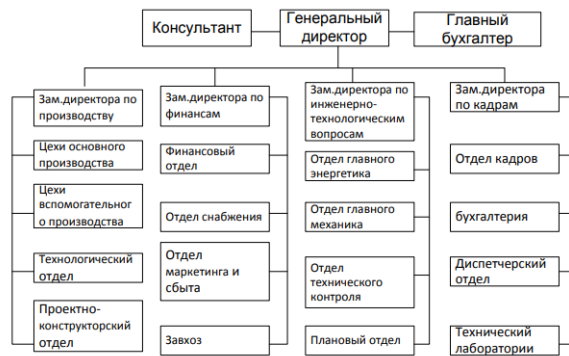 Консультант
Генеральный
директор
Главный
бухгалтер
Зам.директора по
производству
Зам.директора по
финансам
Зам.директора по
инженерно-
технологическим
вопросам
Зам.директора
по кадрам
Цехи основного
производства
Финансовый
отдел
Отдел главного
энергетика
Отдел кадров
Цехи
вспомогательног
о производства
Отдел снабжения
Отдел главного
механика
бухгалтерия
Технологический
отдел
Отдел
маркетинга и
сбыта
Отдел
технического
контроля
Диспетчерский
отдел
Проектно-
конструкторский
отдел
Завхоз
Плановый отдел
Технический
лаборатории